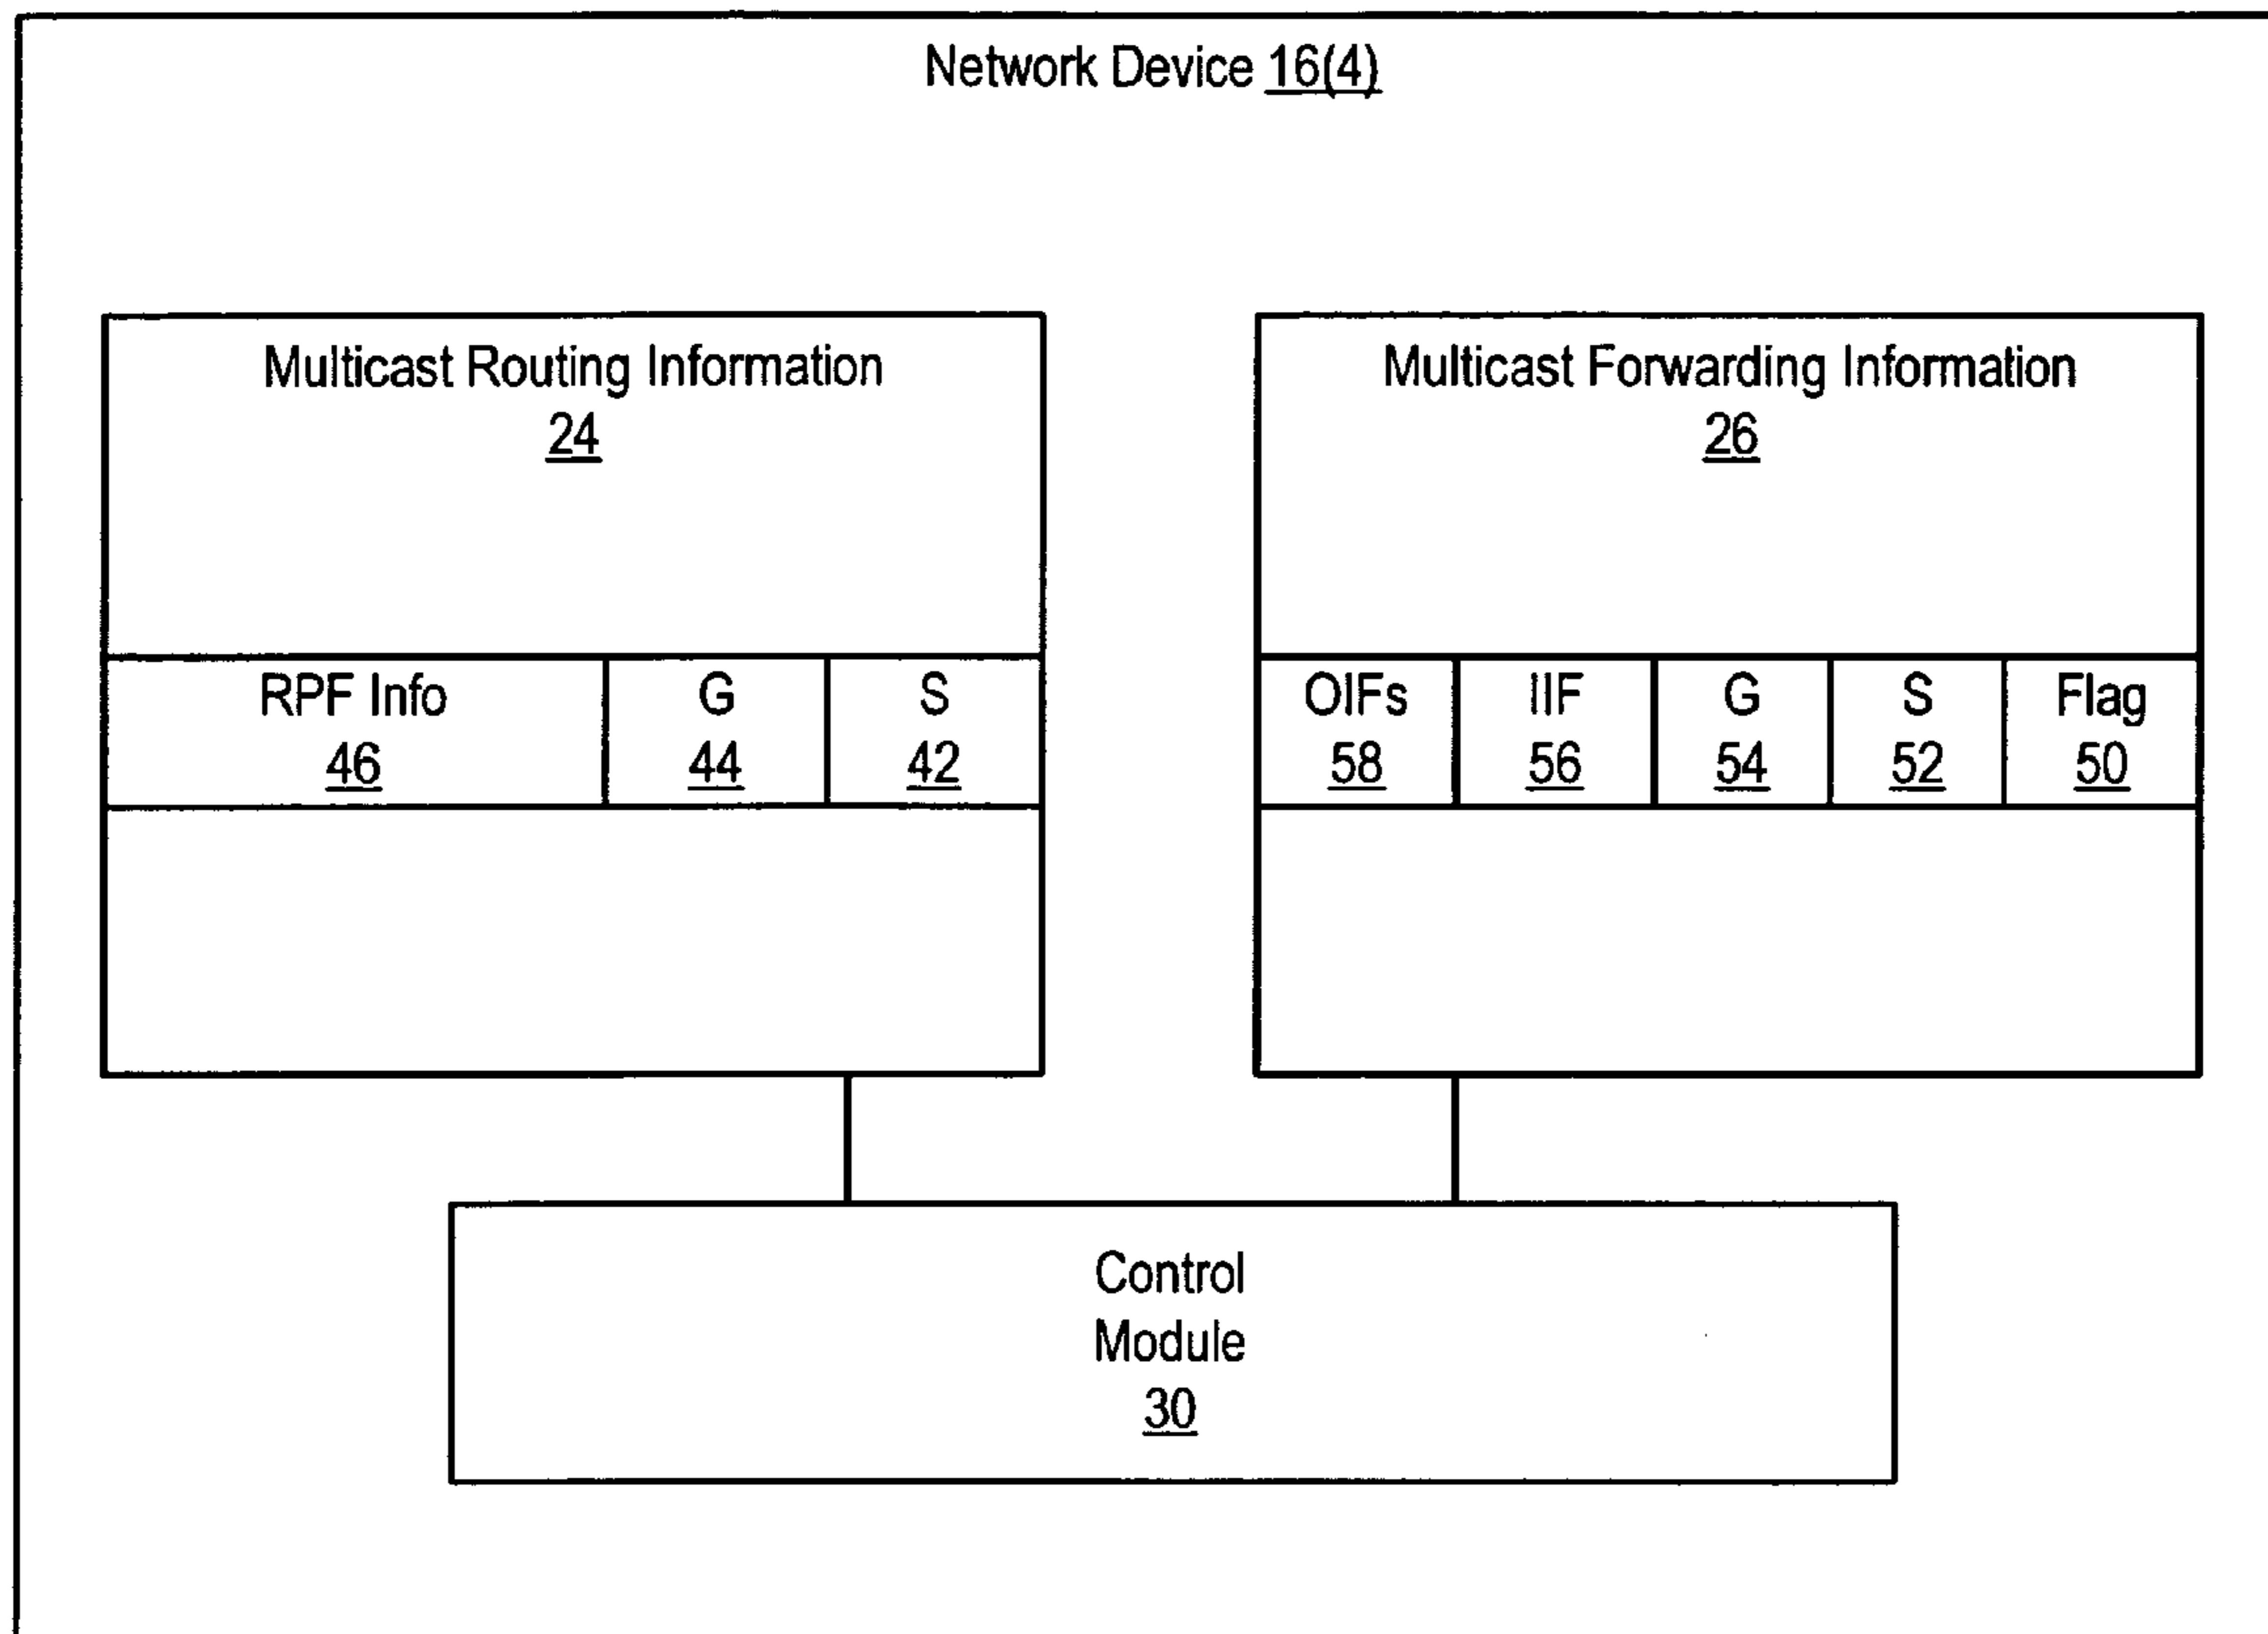 Network Device 16(4)
Multicast Routing Information
24
RPF Info G S
46 44 42
Multicast Forwarding Information
26
OIFs IIF G S Flag
58 56 54 52 50
Control
Module
30